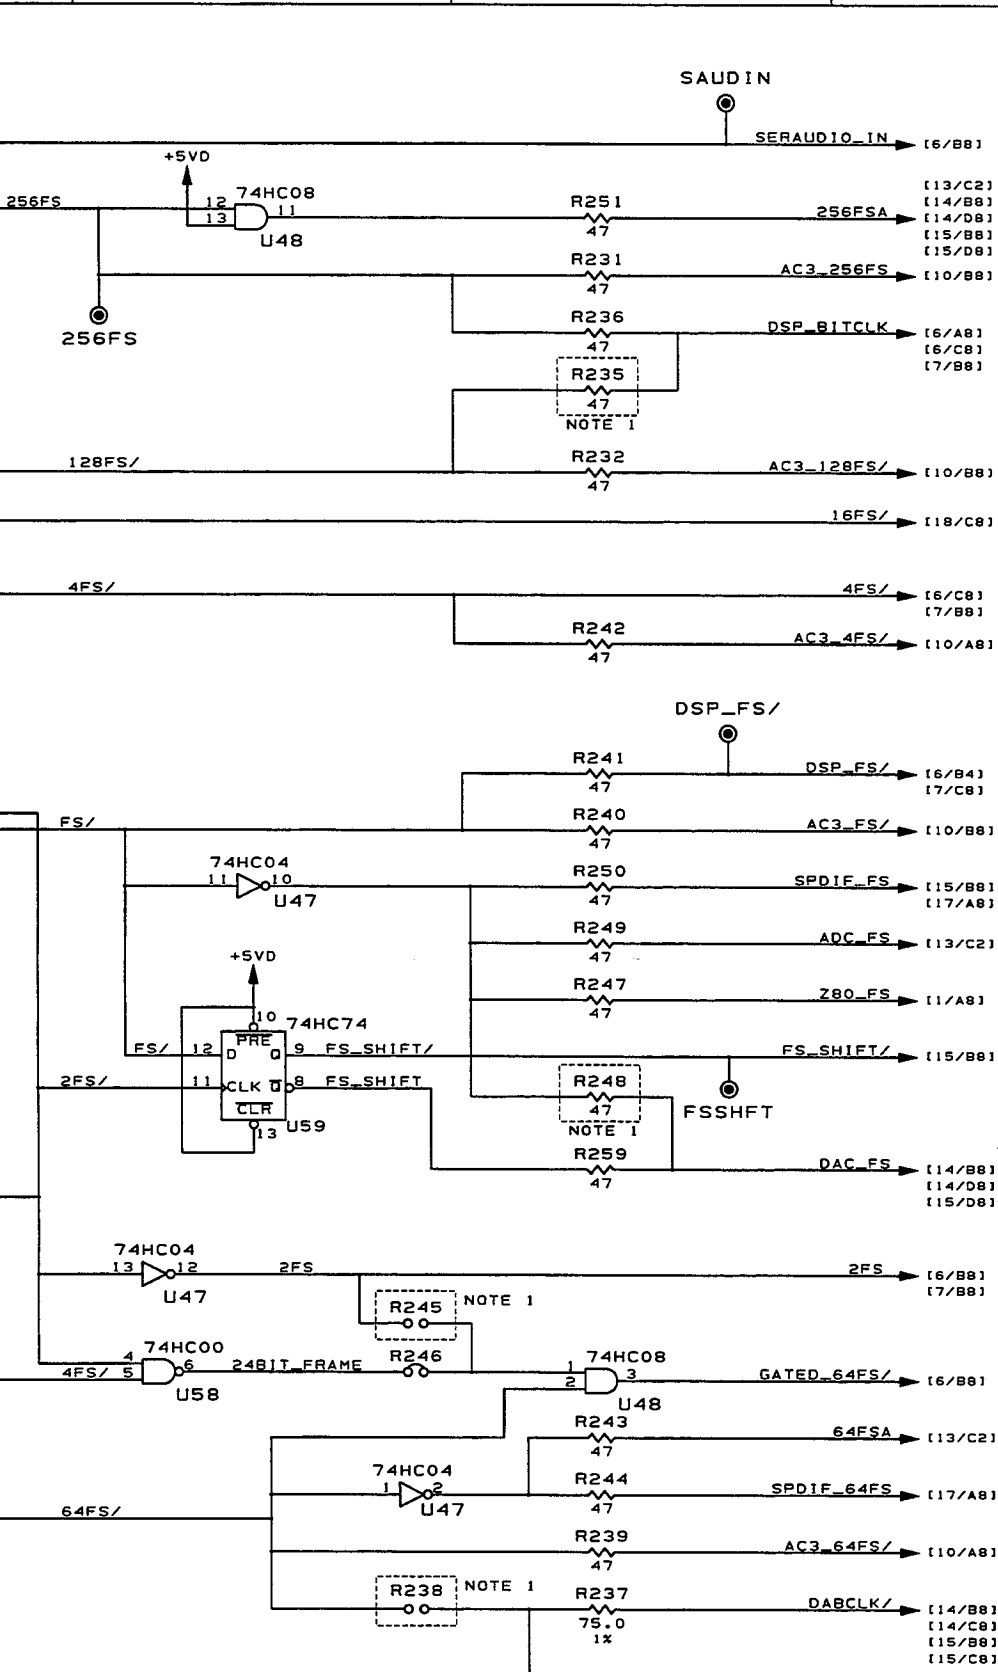 SAUDIN
SERAUDIO_IN [6/B8]
+5VD
[13/C2]
74HC08
256FS 12 11 R251 256FSA [14/B8]
13 47 [14/D8]
U48 [15/B8]
[15/D8]
R231 AC3_256FS [10/B8]
47
256FS
R236 DSP_BITCLK [6/A8]
47 [6/C8]
[7/B8]
R235
47
NOTE 1
128FS/ R232 AC3_128FS/ [10/B8]
47
16FS/ [18/C8]
4FS/ 4FS/ [6/C8]
[7/B8]
R242 AC3_4FS/ [10/A8]
47
DSP_FS/
R241 DSP_FS/ [6/B4]
47 [7/C8]
FS/ R240 AC3_FS/ [10/B8]
47
74HC04
11 10 R250 SPDIF_FS [15/B8]
U47 47 [17/A8]
R249 ADC_FS [13/C2]
47
+5VD
R247 Z80_FS [1/A8]
47
10 74HC74
PRE
FS/ 12 D Q 9 FS_SHIFT/ FS_SHIFT/ [15/B8]
2FS/ 11 CLK Q 8 FS_SHIFT R248
47
FSSHFT
CLR
13 U59
NOTE 1
R259 DAC_FS [14/B8]
47 [14/D8]
[15/D8]
74HC04
13 12 2FS 2FS [6/B8]
U47 [7/B8]
R245 NOTE 1
74HC00
4 6 24BIT_FRAME R246 1 74HC08
4FS/ 5 2 3 GATED_64FS/ [6/B8]
U58 U48
R243 64FSA [13/C2]
47
74HC04
1 2 R244 SPDIF_64FS [17/A8]
U47 47
64FS/
R239 AC3_64FS/ [10/A8]
47
R238 NOTE 1
R237 DABCLK/ [14/B8]
75.0 [14/C8]
1% [15/B8]
[15/C8]